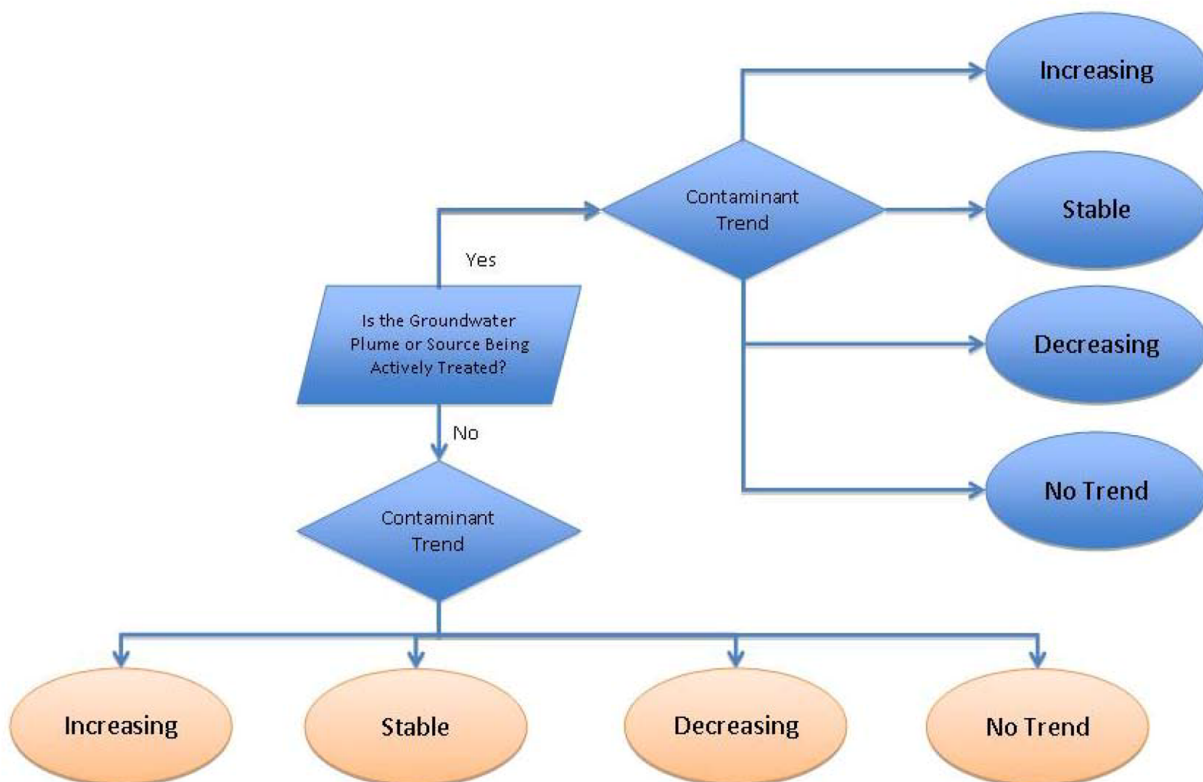 Increasing
Contaminant
Trend
Stable
Yes
Is the Groundwater
Plume or Source Being
Actively Treated?
Decreasing
No
No Trend
Contaminant
Trend
Increasing
Stable
Decreasing
No Trend